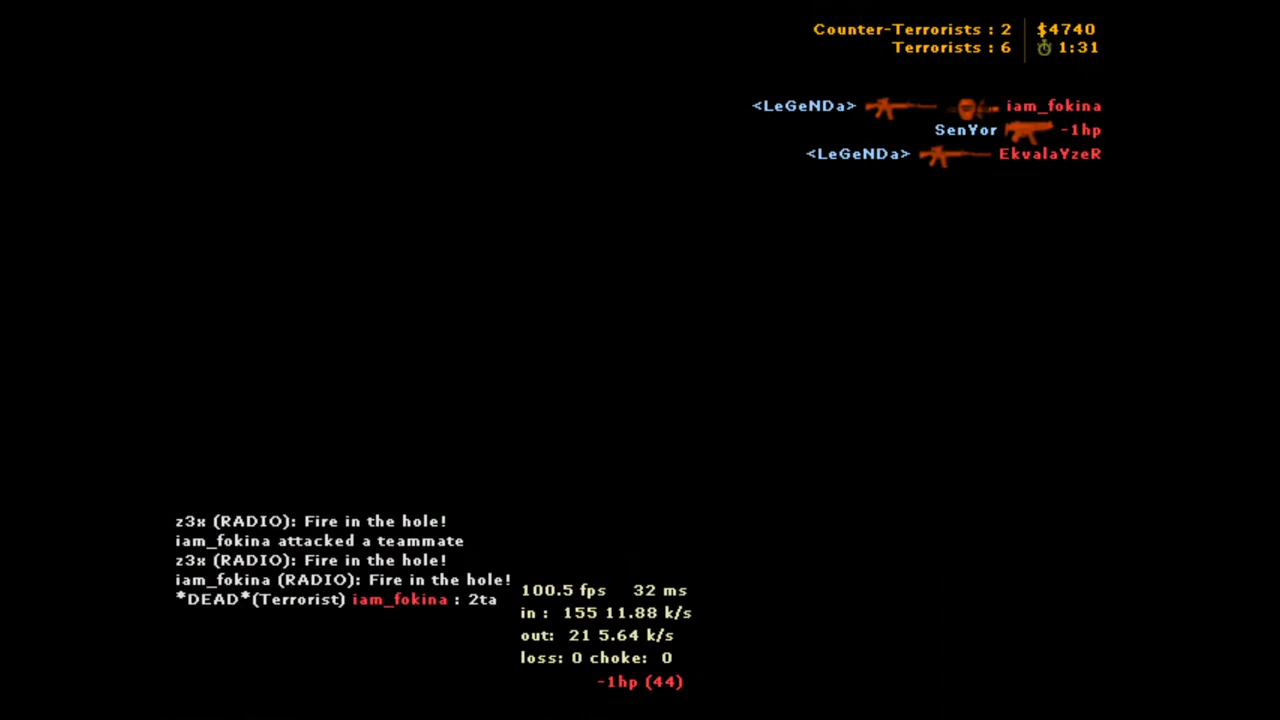 Counter-Terrorists : 2 $4740
Terrorists : 6 1:31
<LeGeNDa> iam_fokina
SenYor -1hp
<LeGeNDa> EkvalaYzeR
z3x (RADIO): Fire in the hole!
iam_fokina attacked a teammate
z3x (RADIO): Fire in the hole!
iam_fokina (RADIO): Fire in the hole!
*DEAD*(Terrorist) iam_fokina : 2ta
100.5 fps 32 ms
in : 155 11.88 k/s
out: 21 5.64 k/s
loss: 0 choke: 0
-1hp (44)